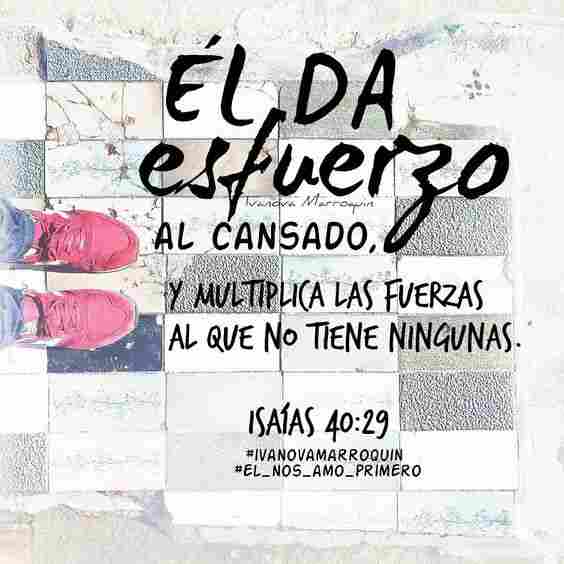 ÉL DA
esfuerzo
Ivanova Marroquin
AL CANSADO,
Y MULTIPLICA LAS FUERZAS
AL QUE NO TIENE NINGUNAS.
ISAÍAS 40:29
#IVANOVAMARROQUIN
#EL_NOS_AMO_PRIMERO